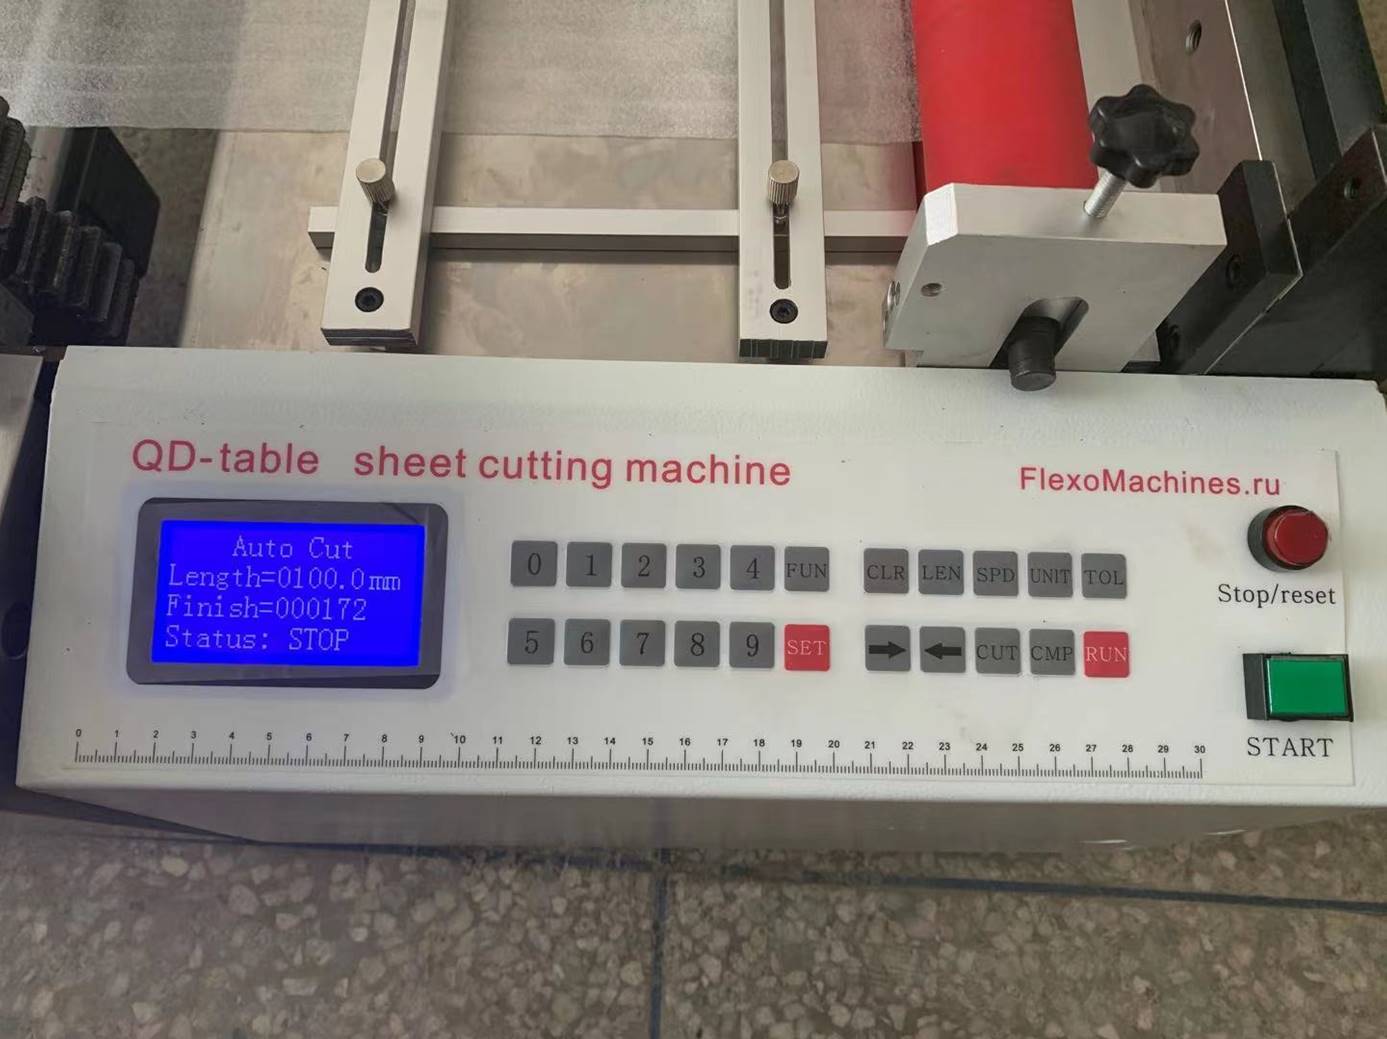 QD-table sheet cutting machine
FlexoMachines.ru
Auto Cut
Length=0100.0mm
Finish=000172
Status: STOP
0 1 2 3 4 FUN CLR LEN SPD UNIT TOL
5 6 7 8 9 SET CUT CMP RUN
Stop/reset
START
0 1 2 3 4 5 6 7 8 9 10 11 12 13 14 15 16 17 18 19 20 21 22 23 24 25 26 27 28 29 30